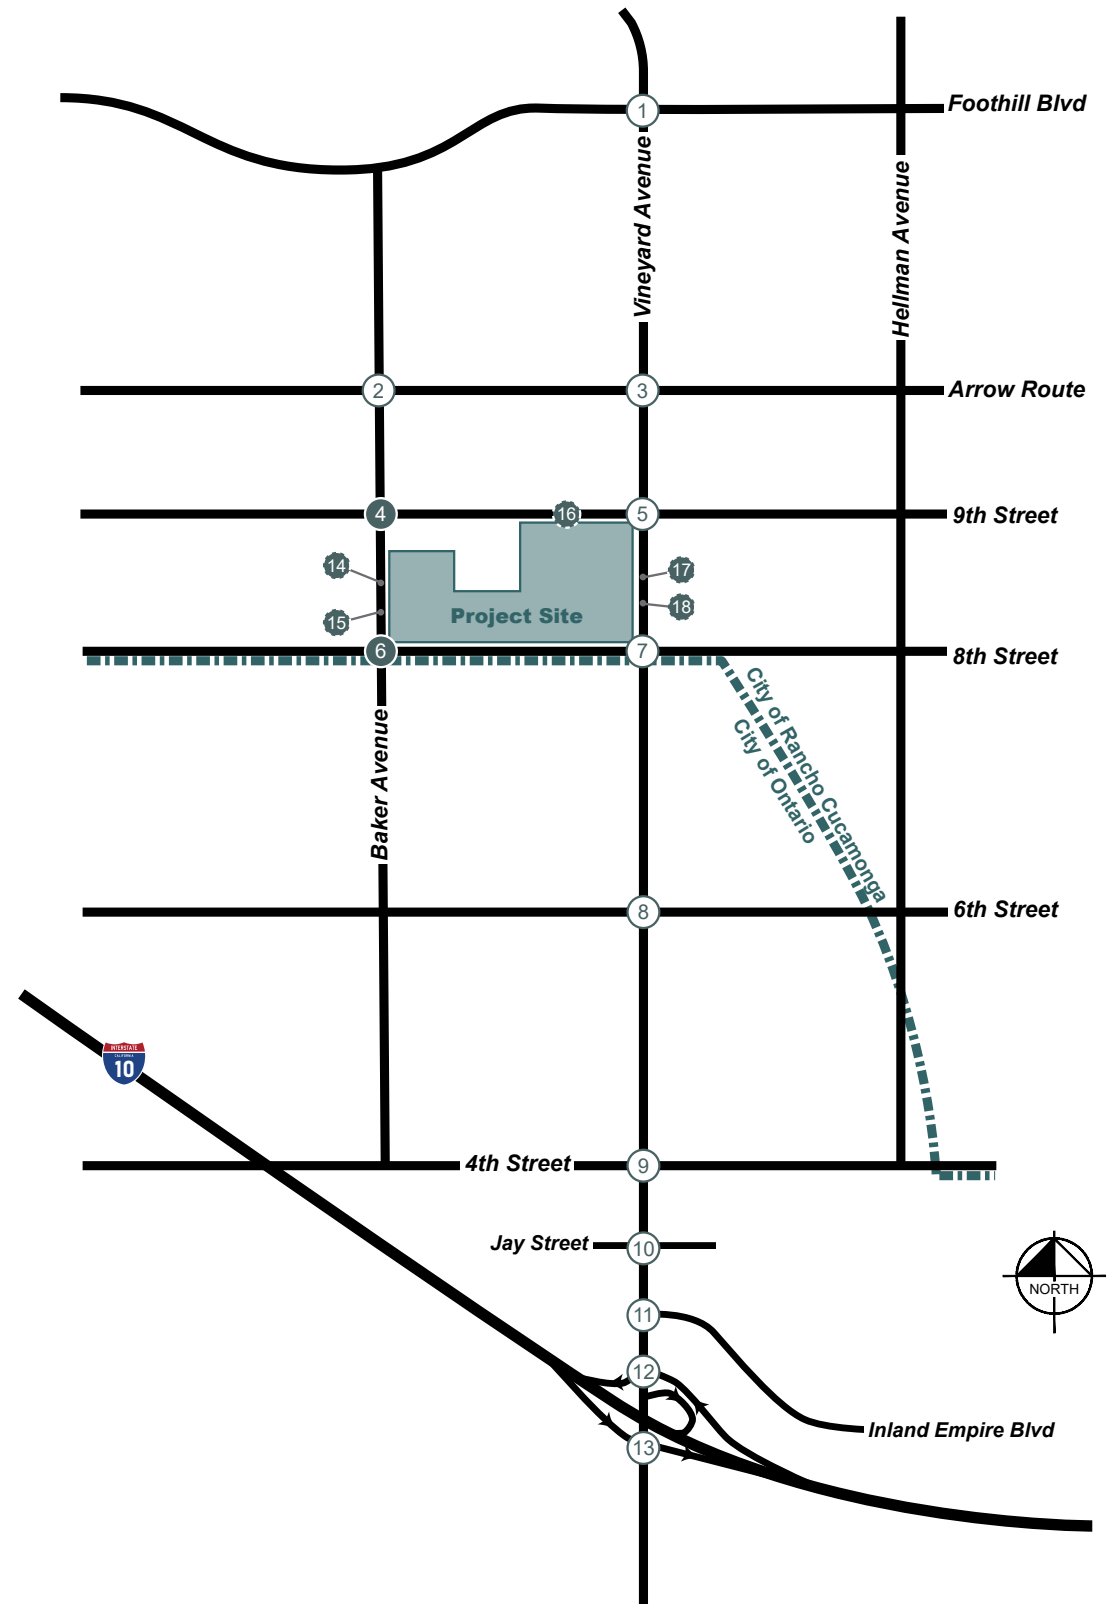 Foothill Blvd
1
Vineyard Avenue
Hellman Avenue
2
3
Arrow Route
4
16
5
9th Street
14
17
15
18
Project Site
6
7
8th Street
City of Rancho Cucamonga
City of Ontario
Baker Avenue
8
6th Street
INTERSTATE
CALIFORNIA
10
4th Street
9
Jay Street
10
NORTH
11
12
Inland Empire Blvd
13